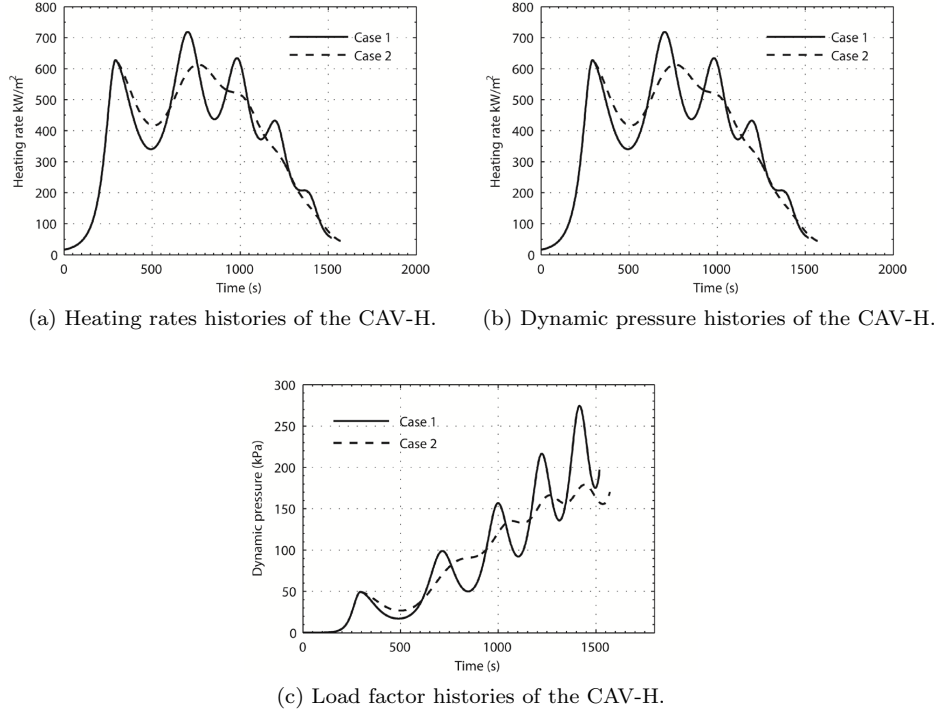 800
700
600
500
400
300
200
100
0
Heating rate kW/m²
Case 1
Case 2
0 500 1000 1500 2000
Time (s)
(a) Heating rates histories of the CAV-H.
800
700
600
500
400
300
200
100
0
Heating rate kW/m²
Case 1
Case 2
0 500 1000 1500 2000
Time (s)
(b) Dynamic pressure histories of the CAV-H.
300
250
200
150
100
50
0
Dynamic pressure (kPa)
Case 1
Case 2
0 500 1000 1500
Time (s)
(c) Load factor histories of the CAV-H.